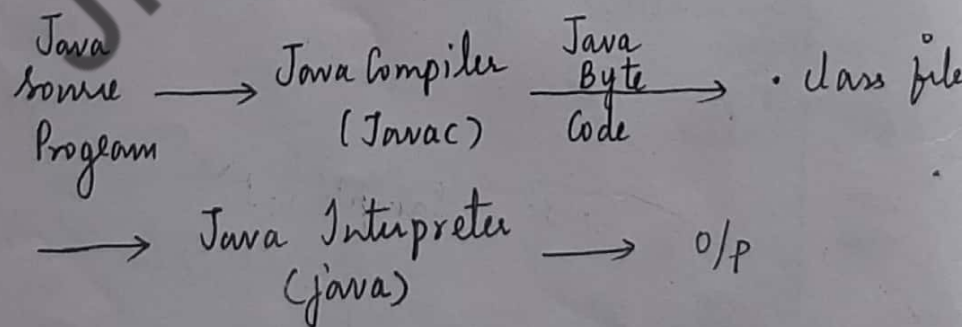 Java Source Program → Java Compiler (Javac) → Java Byte Code → .class file
→ Java Interpreter (java) → O/P